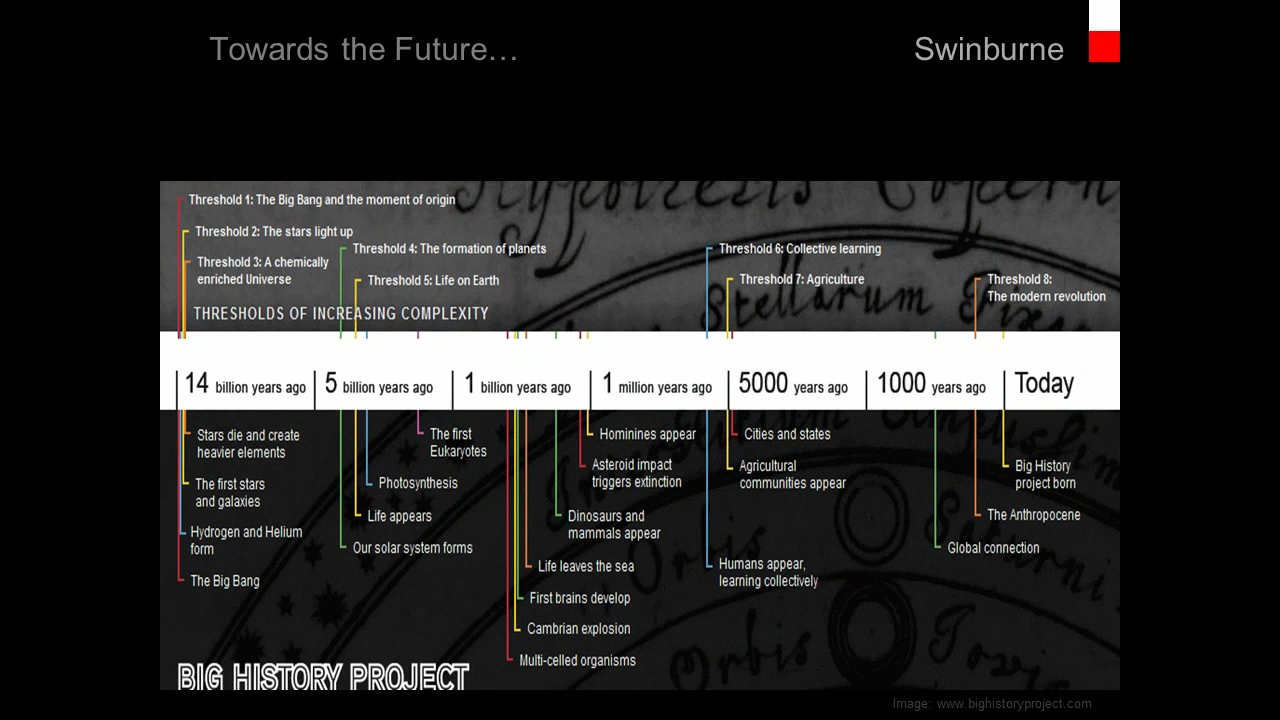 Towards the Future…
Swinburne
Threshold 1: The Big Bang and the moment of origin
Threshold 2: The stars light up
Threshold 3: A chemically
enriched Universe
Threshold 4: The formation of planets
Threshold 5: Life on Earth
Threshold 6: Collective learning
Threshold 7: Agriculture
Threshold 8:
The modern revolution
THRESHOLDS OF INCREASING COMPLEXITY
14 billion years ago
5 billion years ago
1 billion years ago
1 million years ago
5000 years ago
1000 years ago
Today
Stars die and create
heavier elements
The first stars
and galaxies
Hydrogen and Helium
form
The Big Bang
The first
Eukaryotes
Photosynthesis
Life appears
Our solar system forms
Hominines appear
Asteroid impact
triggers extinction
Dinosaurs and
mammals appear
Life leaves the sea
First brains develop
Cambrian explosion
Multi-celled organisms
Cities and states
Agricultural
communities appear
Humans appear,
learning collectively
Big History
project born
The Anthropocene
Global connection
Stellarum
Orbis
BIG HISTORY PROJECT
Image: www.bighistoryproject.com